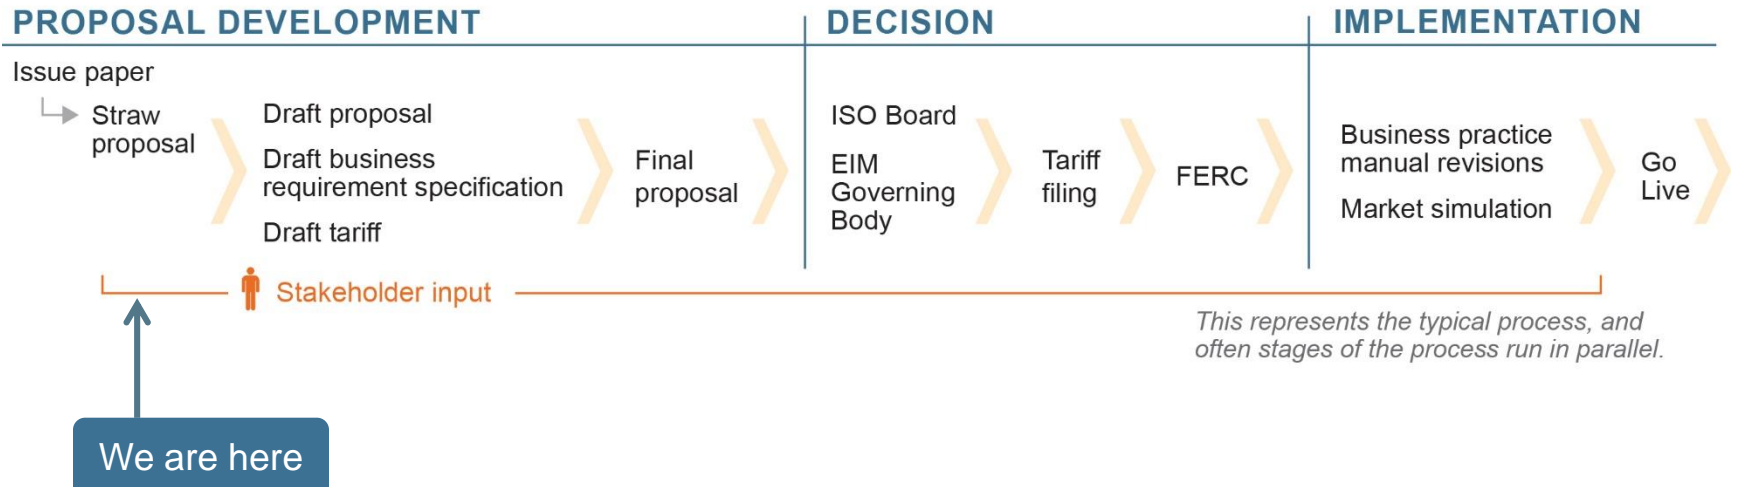 PROPOSAL DEVELOPMENT
DECISION
IMPLEMENTATION
Issue paper
Straw
proposal
Draft proposal
Draft business
requirement specification
Draft tariff
Final
proposal
ISO Board
EIM
Governing
Body
Tariff
filing
FERC
Business practice
manual revisions
Market simulation
Go
Live
Stakeholder input
This represents the typical process, and
often stages of the process run in parallel.
We are here